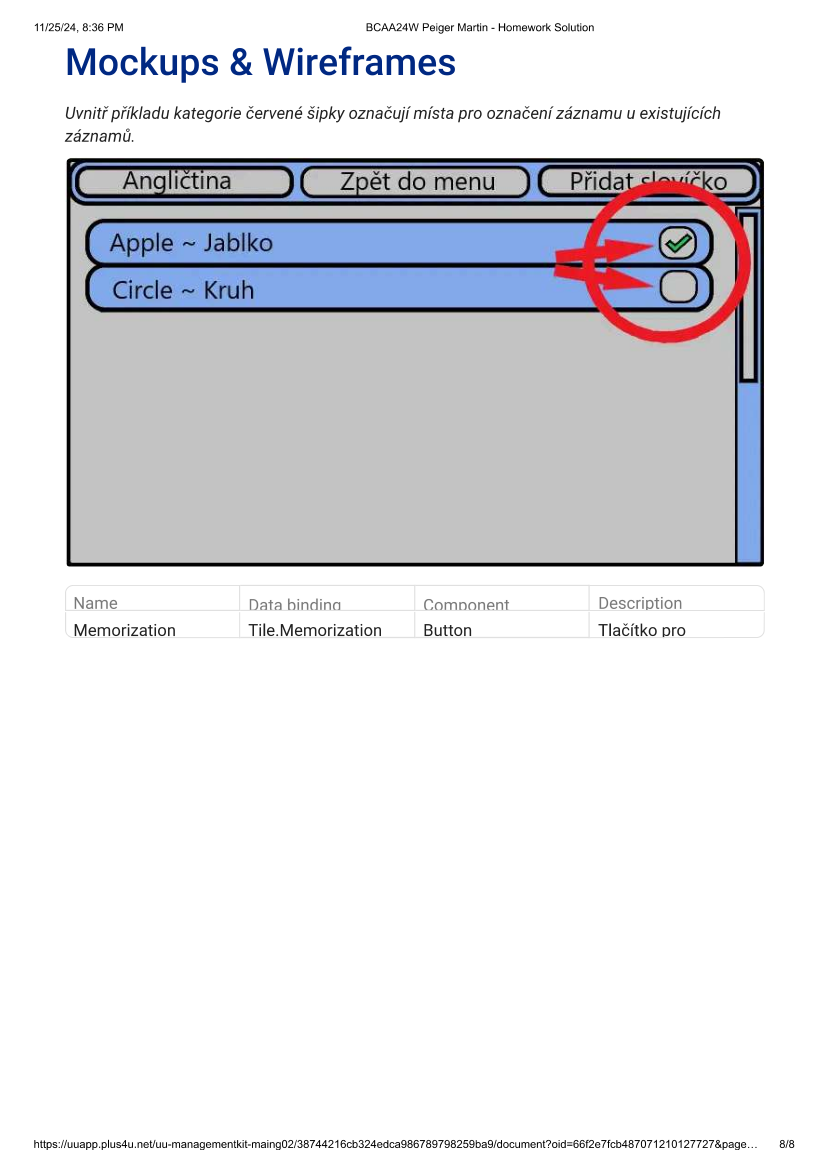 11/25/24, 8:36 PM BCAA24W Peiger Martin - Homework Solution
Mockups & Wireframes
Uvnitř příkladu kategorie červené šipky označují místa pro označení záznamu u existujících
záznamů.
Angličtina Zpět do menu Přidat slovíčko
Apple ~ Jablko
Circle ~ Kruh
Name Data binding Component Description
Memorization Tile.Memorization Button Tlačítko pro
https://uuapp.plus4u.net/uu-managementkit-maing02/38744216cb324edca986789798259ba9/document?oid=66f2e7fcb487071210127727&page… 8/8